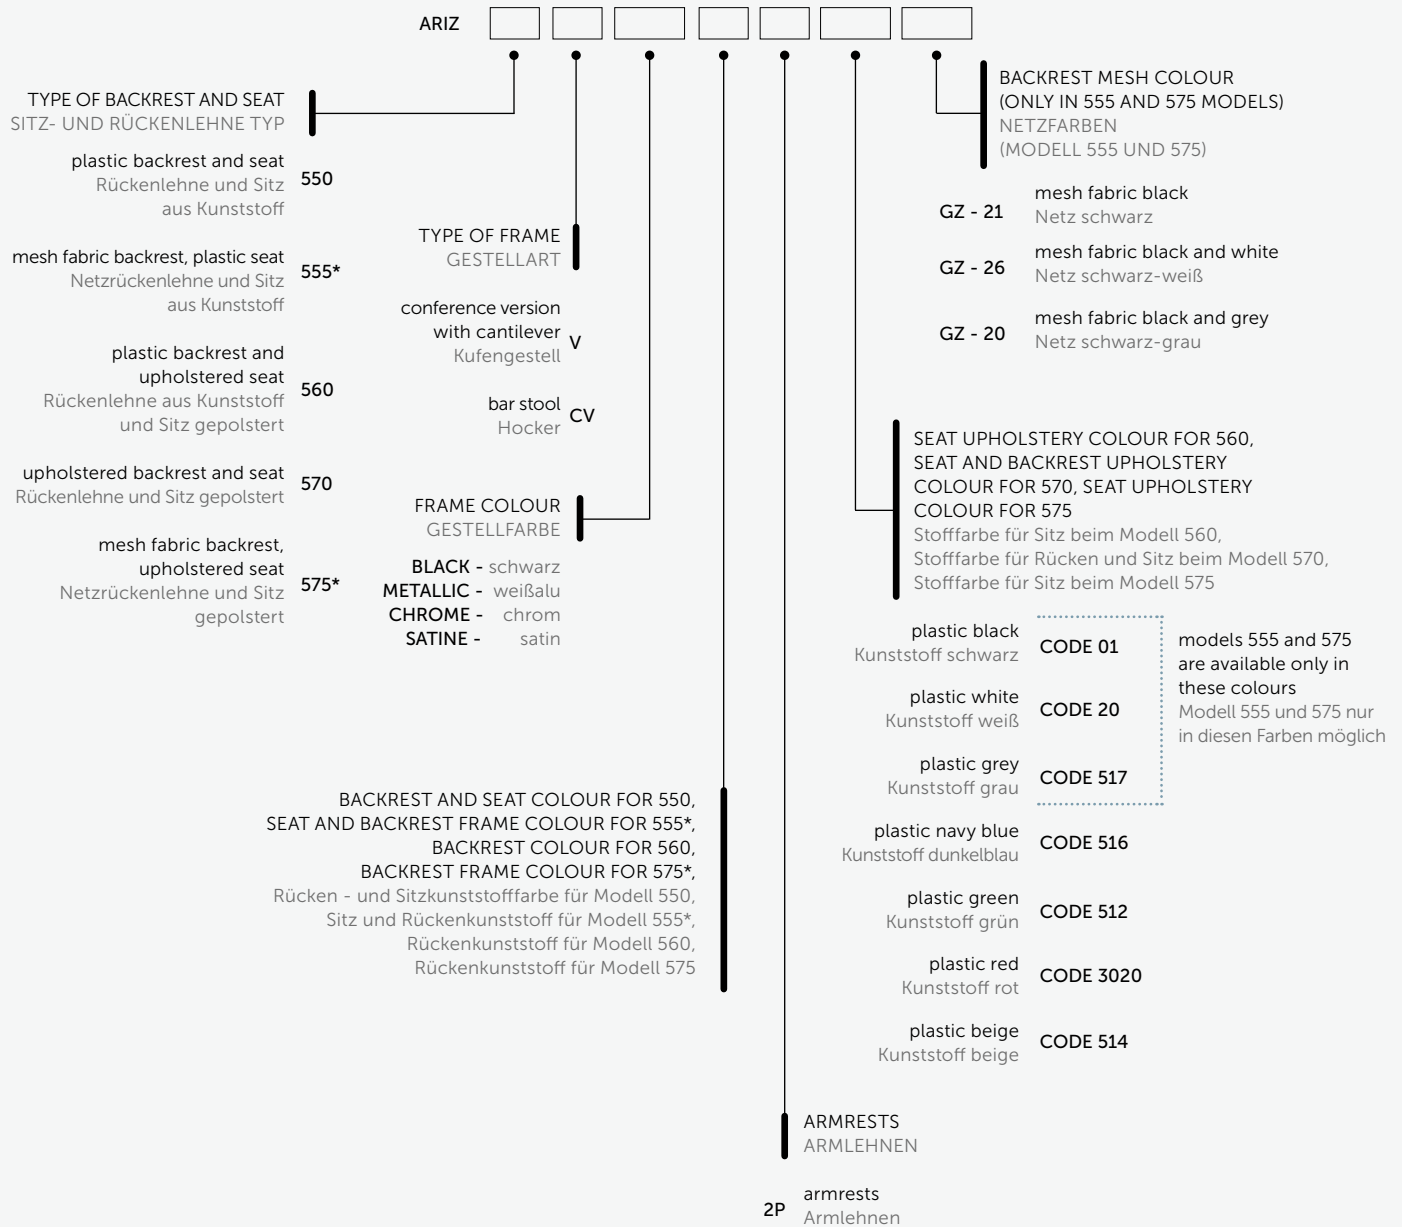 ARIZ
TYPE OF BACKREST AND SEAT
SITZ- UND RÜCKENLEHNE TYP
plastic backrest and seat
Rückenlehne und Sitz
aus Kunststoff
550
mesh fabric backrest, plastic seat
Netzrückenlehne und Sitz
aus Kunststoff
555*
plastic backrest and
upholstered seat
Rückenlehne aus Kunststoff
und Sitz gepolstert
560
upholstered backrest and seat
Rückenlehne und Sitz gepolstert
570
mesh fabric backrest,
upholstered seat
Netzrückenlehne und Sitz
gepolstert
575*
TYPE OF FRAME
GESTELLART
conference version
with cantilever
Kufengestell
V
bar stool
Hocker
CV
FRAME COLOUR
GESTELLFARBE
BLACK - schwarz
METALLIC - weißalu
CHROME - chrom
SATINE - satin
BACKREST AND SEAT COLOUR FOR 550,
SEAT AND BACKREST FRAME COLOUR FOR 555*,
BACKREST COLOUR FOR 560,
BACKREST FRAME COLOUR FOR 575*,
Rücken - und Sitzkunststofffarbe für Modell 550,
Sitz und Rückenkunststoff für Modell 555*,
Rückenkunststoff für Modell 560,
Rückenkunststoff für Modell 575
BACKREST MESH COLOUR
(ONLY IN 555 AND 575 MODELS)
NETZFARBEN
(MODELL 555 UND 575)
GZ - 21
mesh fabric black
Netz schwarz
GZ - 26
mesh fabric black and white
Netz schwarz-weiß
GZ - 20
mesh fabric black and grey
Netz schwarz-grau
SEAT UPHOLSTERY COLOUR FOR 560,
SEAT AND BACKREST UPHOLSTERY
COLOUR FOR 570, SEAT UPHOLSTERY
COLOUR FOR 575
Stofffarbe für Sitz beim Modell 560,
Stofffarbe für Rücken und Sitz beim Modell 570,
Stofffarbe für Sitz beim Modell 575
plastic black
Kunststoff schwarz
CODE 01
plastic white
Kunststoff weiß
CODE 20
plastic grey
Kunststoff grau
CODE 517
models 555 and 575
are available only in
these colours
Modell 555 und 575 nur
in diesen Farben möglich
plastic navy blue
Kunststoff dunkelblau
CODE 516
plastic green
Kunststoff grün
CODE 512
plastic red
Kunststoff rot
CODE 3020
plastic beige
Kunststoff beige
CODE 514
ARMRESTS
ARMLEHNEN
2P
armrests
Armlehnen